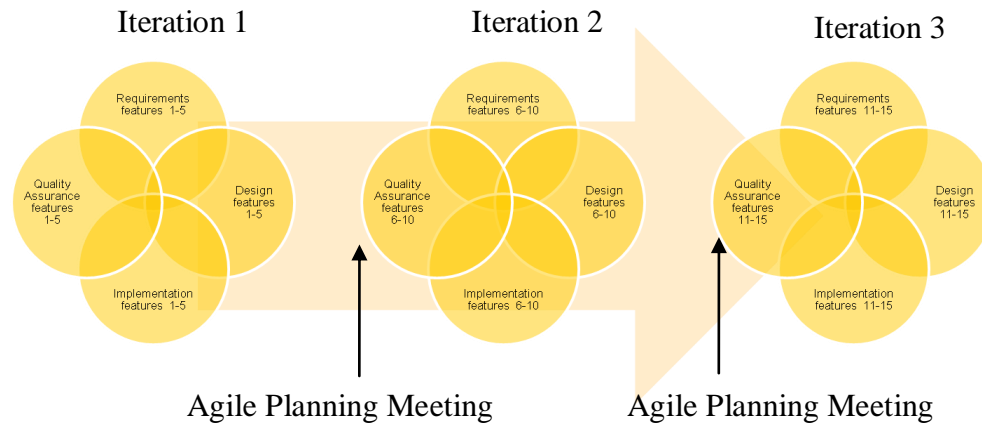 Iteration 1
Iteration 2
Iteration 3
Requirements
features 1-5
Quality
Assurance
features
1-5
Design
features
1-5
Implementation
features 1-5
Requirements
features 6-10
Quality
Assurance
features
6-10
Design
features
6-10
Implementation
features 6-10
Requirements
features 11-15
Quality
Assurance
features
11-15
Design
features
11-15
Implementation
features 11-15
Agile Planning Meeting
Agile Planning Meeting